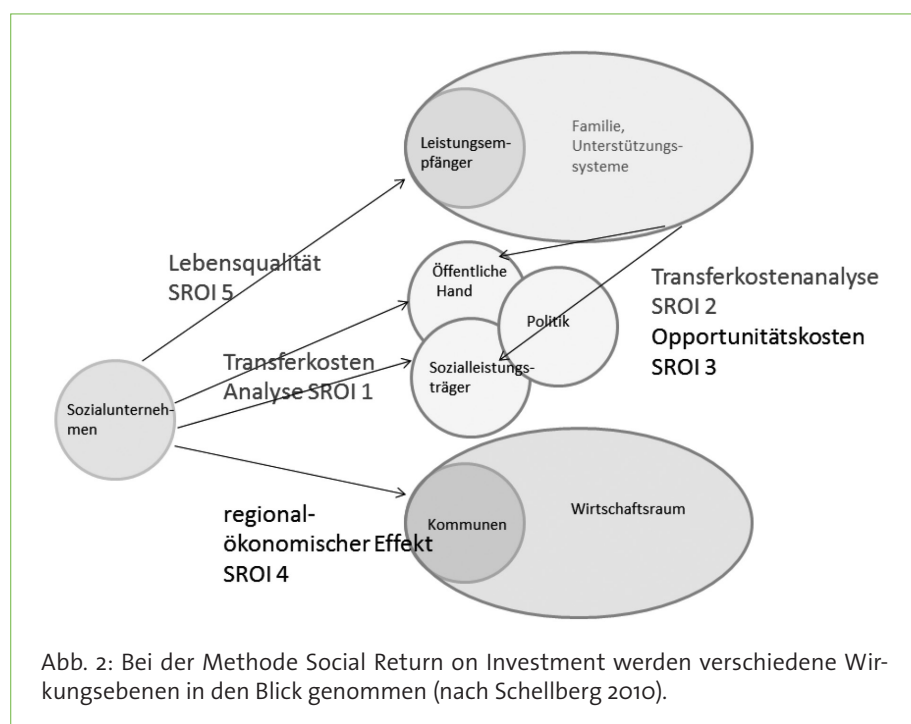 Leistungsem-
pfänger
Familie,
Unterstützungs-
systeme
Lebensqualität
SROI 5
Öffentliche
Hand
Politik
Transferkostenanalyse
SROI 2
Opportunitätskosten
SROI 3
Transferkosten
Analyse SROI 1
Sozialleistungs-
träger
Sozialunterneh-
men
regional-
ökonomischer Effekt
SROI 4
Kommunen
Wirtschaftsraum
Abb. 2: Bei der Methode Social Return on Investment werden verschiedene Wir-
kungsebenen in den Blick genommen (nach Schellberg 2010).